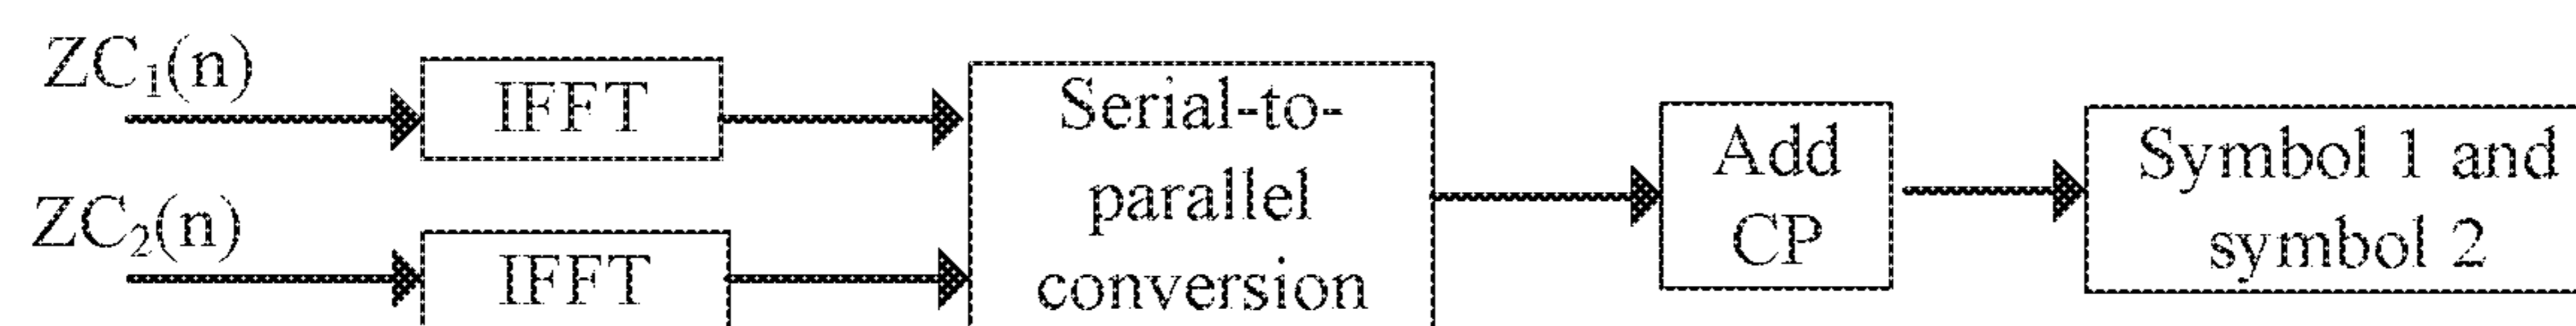 ZC₁(n)
IFFT
Serial-to-
parallel
conversion
Add
CP
Symbol 1 and
symbol 2
ZC₂(n)
IFFT